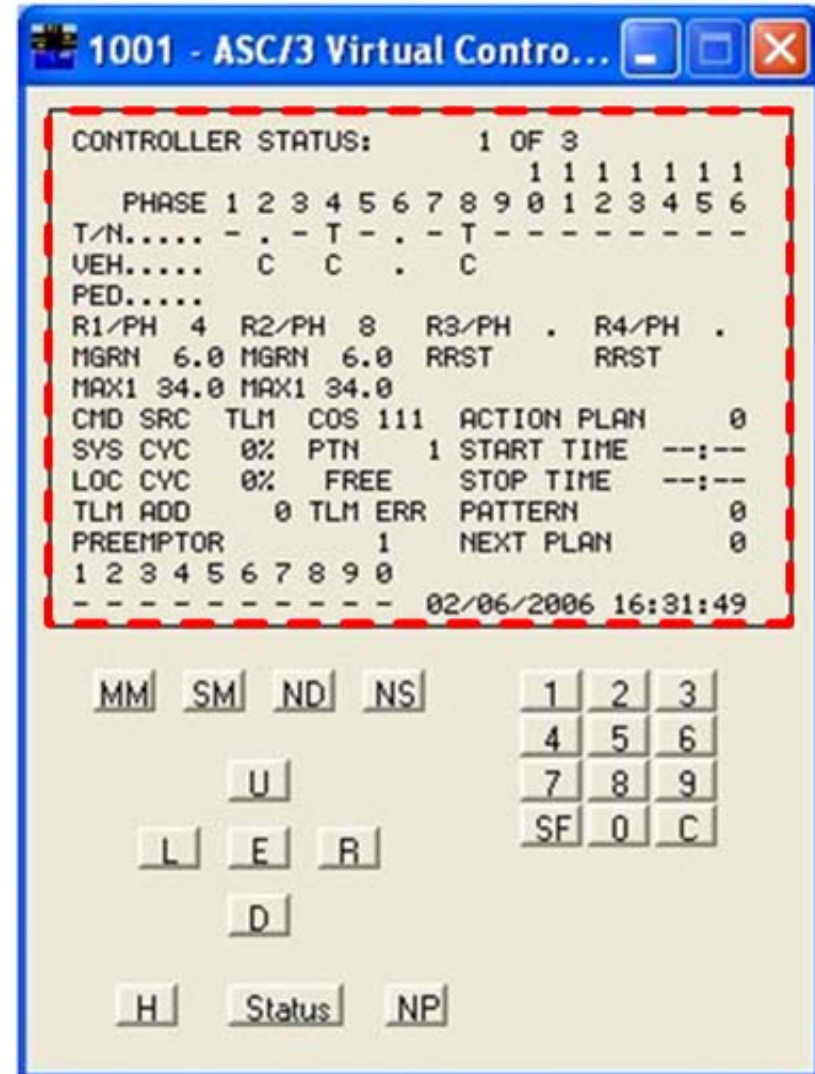 1001 - ASC/3 Virtual Contro...
CONTROLLER STATUS: 1 OF 3
1 1 1 1 1 1 1
PHASE 1 2 3 4 5 6 7 8 9 0 1 2 3 4 5 6
T/N..... - . - T - . - T - - - - - - - -
VEH..... C C . C
PED.....
R1/PH 4 R2/PH 8 R3/PH . R4/PH .
MGRN 6.0 MGRN 6.0 RRST RRST
MAX1 34.0 MAX1 34.0
CMD SRC TLM COS 111 ACTION PLAN 0
SYS CYC 0% PTN 1 START TIME --:--
LOC CYC 0% FREE STOP TIME --:--
TLM ADD 0 TLM ERR PATTERN 0
PREEMPTOR 1 NEXT PLAN 0
1 2 3 4 5 6 7 8 9 0
- - - - - - - - - - 02/06/2006 16:31:49
MM SM ND NS 1 2 3
4 5 6
U 7 8 9
L E R SF 0 C
D
H Status NP